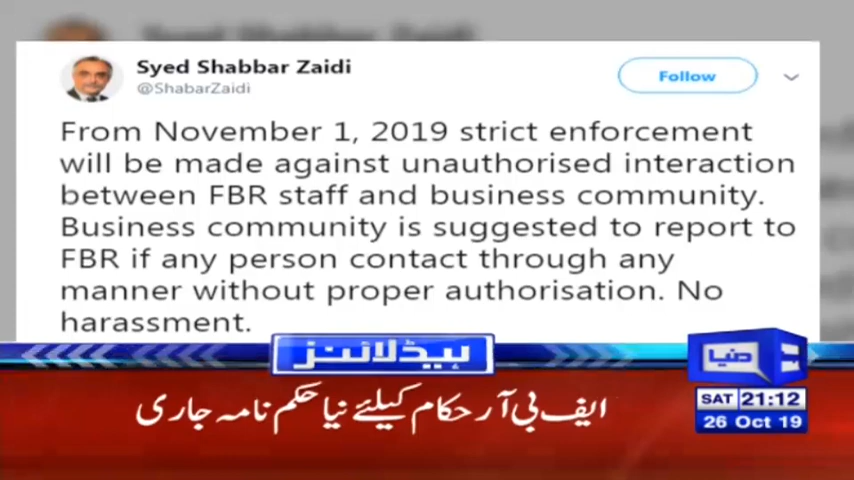 Syed Shabbar Zaidi
@ShabarZaidi
Follow
From November 1, 2019 strict enforcement
will be made against unauthorised interaction
between FBR staff and business community.
Business community is suggested to report to
FBR if any person contact through any
manner without proper authorisation. No
harassment.
ہیڈلائنز
دنیا
ایف بی آر حکام کیلئے نیا حکم نامہ جاری
SAT 21:12
26 Oct 19